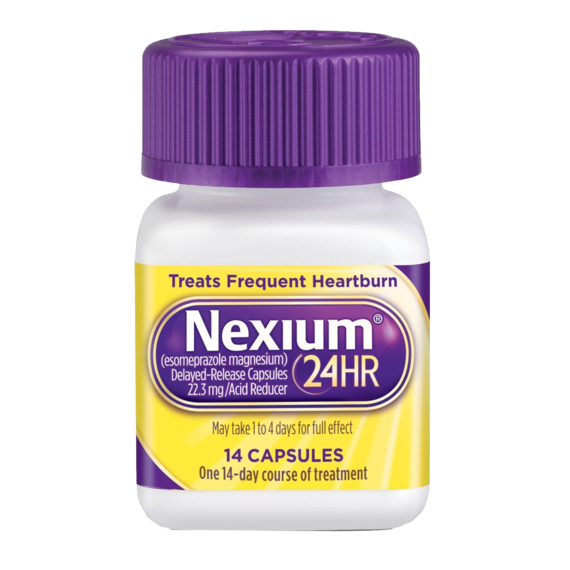 Treats Frequent Heartburn
Nexıum®
(esomeprazole magnesium)
Delayed-Release Capsules
22.3 mg/Acid Reducer
24HR
May take 1 to 4 days for full effect
14 CAPSULES
One 14-day course of treatment